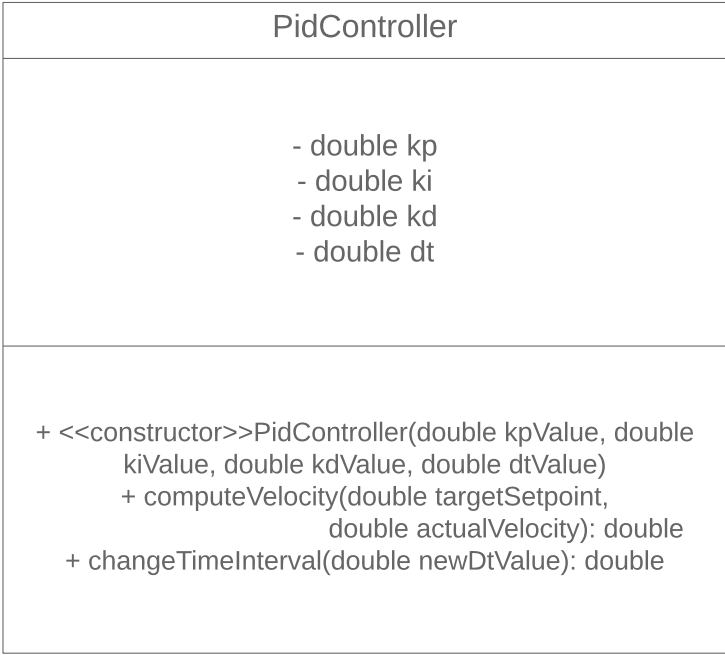 PidController
- double kp
- double ki
- double kd
- double dt
+ <<constructor>>PidController(double kpValue, double
kiValue, double kdValue, double dtValue)
+ computeVelocity(double targetSetpoint,
double actualVelocity): double
+ changeTimeInterval(double newDtValue): double